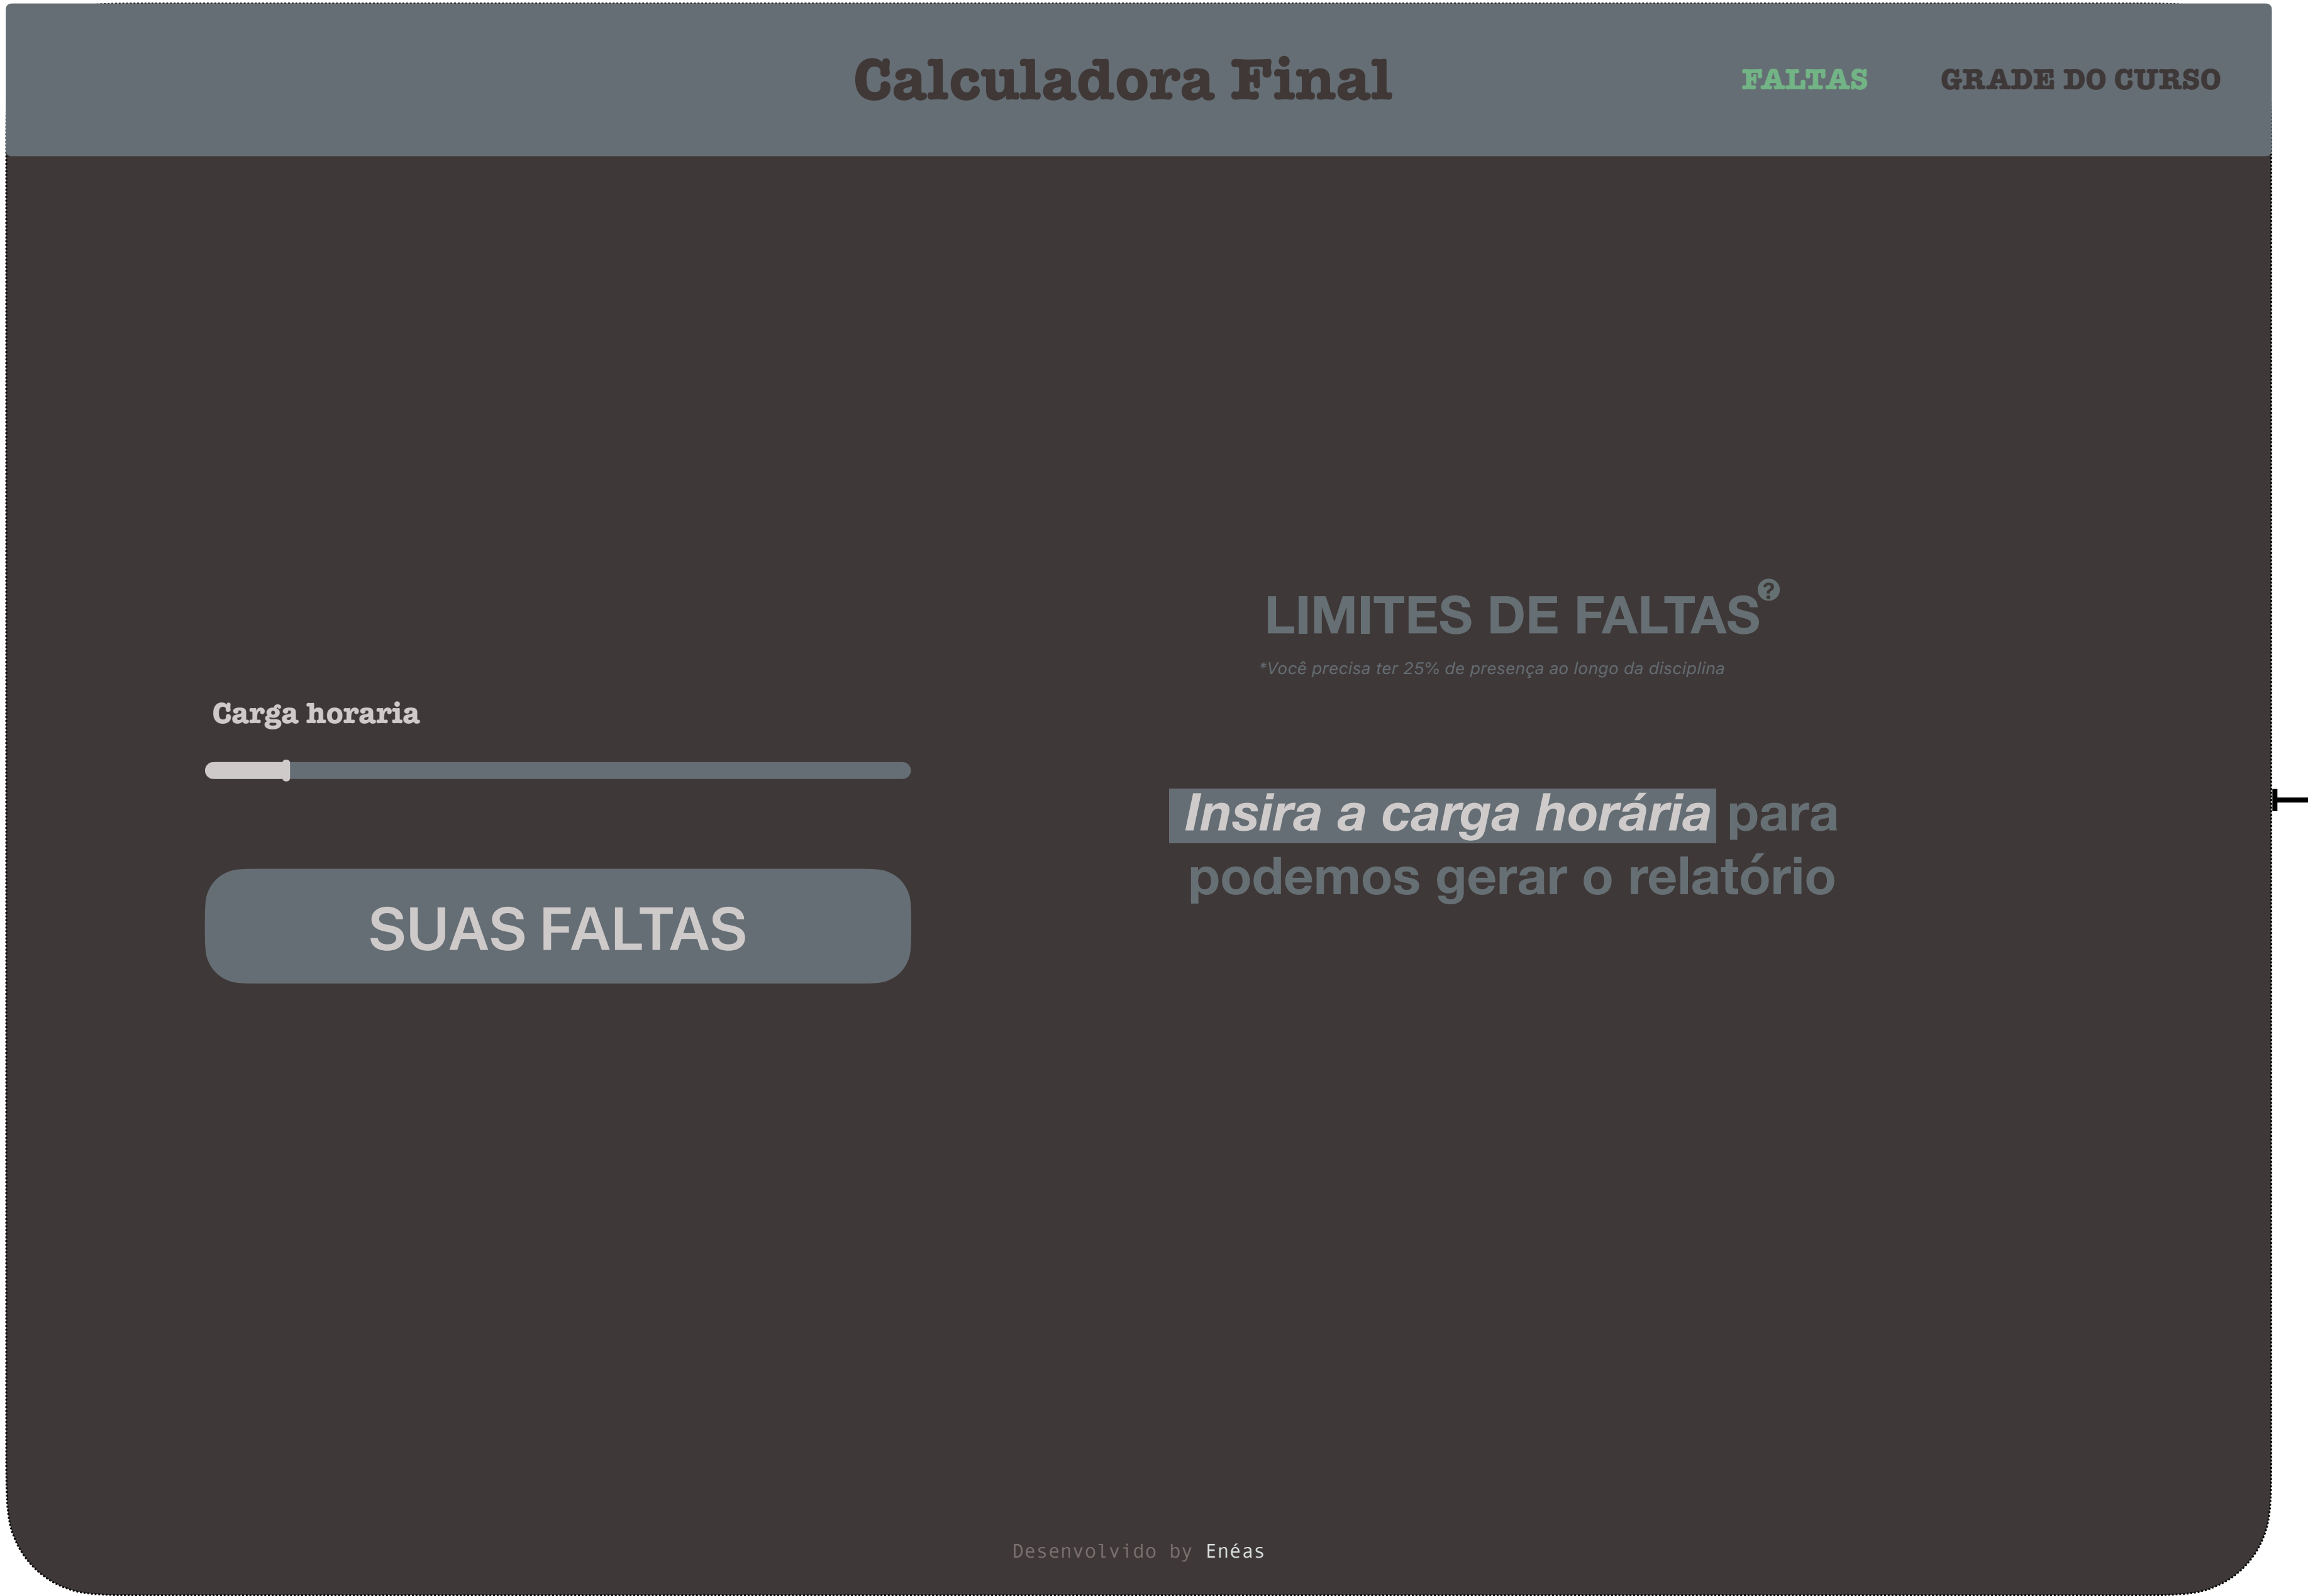 Calculadora Final
FALTAS
GRADE DO CURSO
LIMITES DE FALTAS?
*Você precisa ter 25% de presença ao longo da disciplina
Carga horaria
Insira a carga horária para
podemos gerar o relatório
SUAS FALTAS
Desenvolvido by Enéas